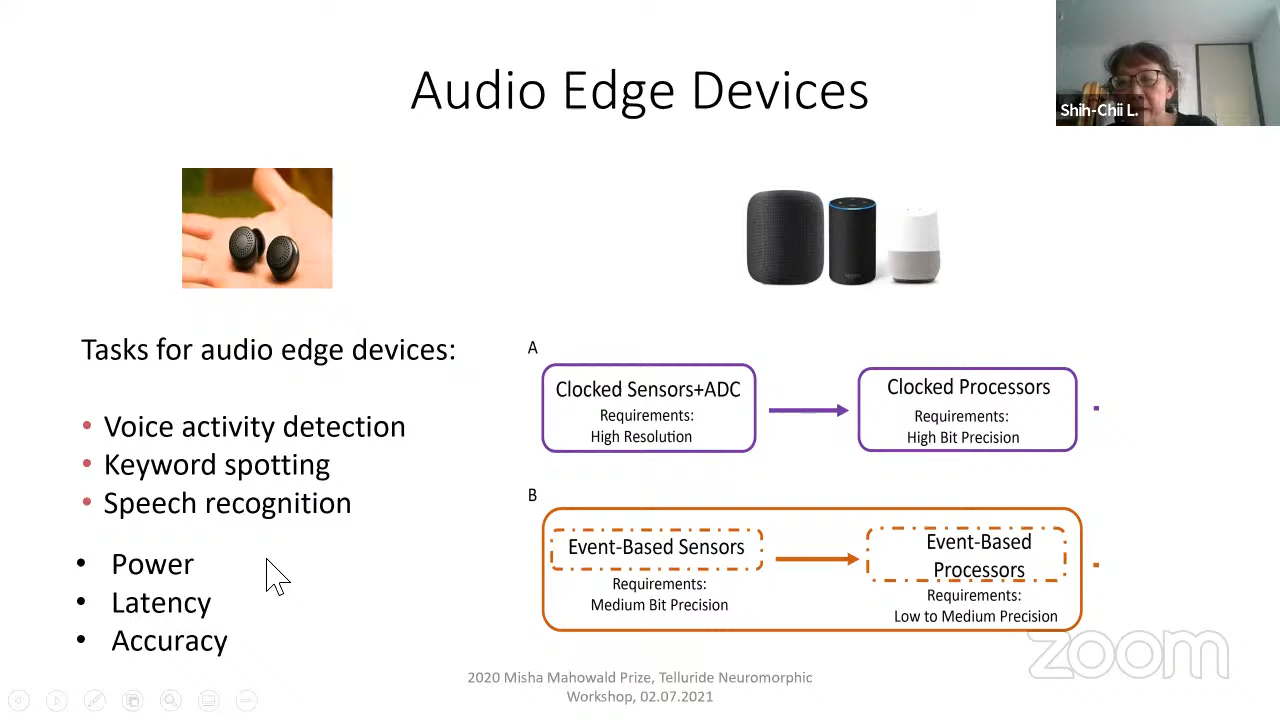 Audio Edge Devices
Shih-Chii L.
Tasks for audio edge devices:
• Voice activity detection
• Keyword spotting
• Speech recognition
• Power
• Latency
• Accuracy
A
Clocked Sensors+ADC
Requirements:
High Resolution
Clocked Processors
Requirements:
High Bit Precision
B
Event-Based Sensors
Requirements:
Medium Bit Precision
Event-Based
Processors
Requirements:
Low to Medium Precision
2020 Misha Mahowald Prize, Telluride Neuromorphic
Workshop, 02.07.2021
zoom